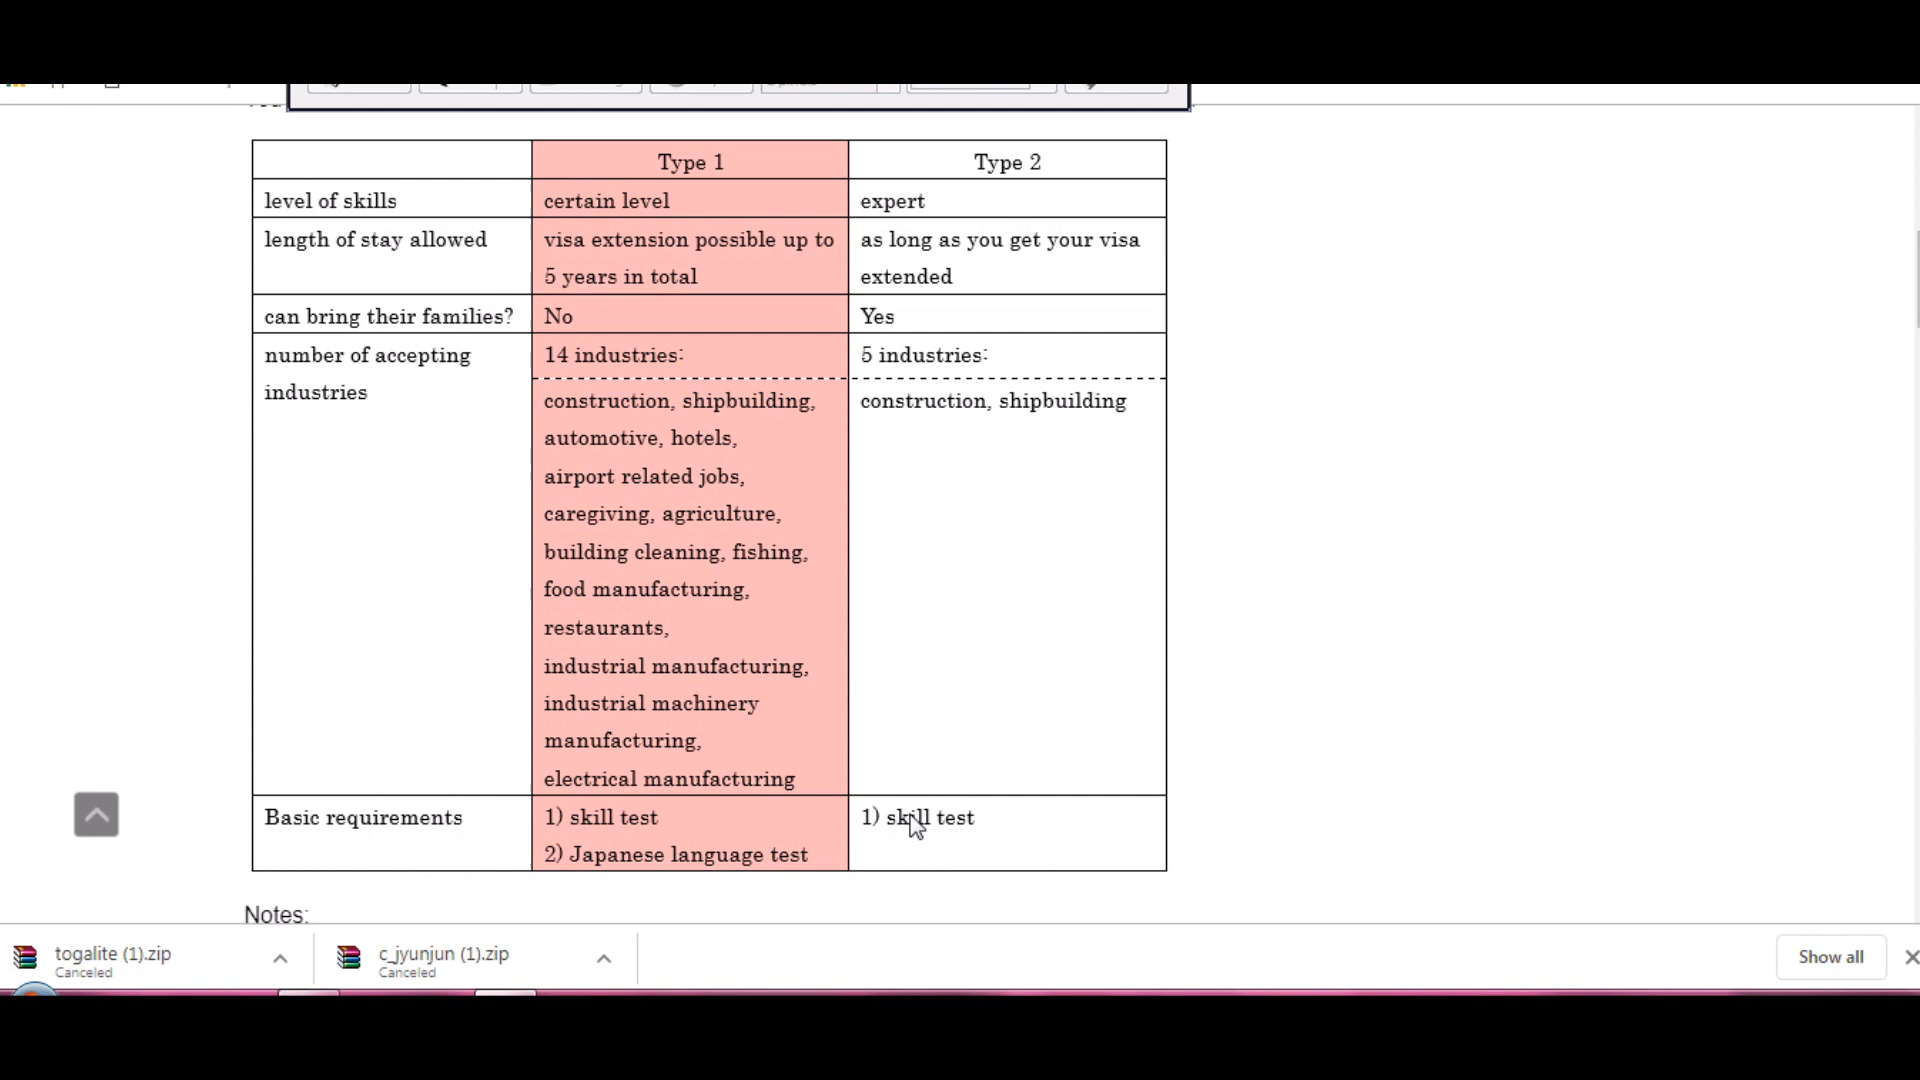 Type 1
Type 2
level of skills
certain level
expert
length of stay allowed
visa extension possible up to
5 years in total
as long as you get your visa
extended
can bring their families?
No
Yes
number of accepting
industries
14 industries:
construction, shipbuilding,
automotive, hotels,
airport related jobs,
caregiving, agriculture,
building cleaning, fishing,
food manufacturing,
restaurants,
industrial manufacturing,
industrial machinery
manufacturing,
electrical manufacturing
5 industries:
construction, shipbuilding
Basic requirements
1) skill test
2) Japanese language test
1) skill test
Notes:
togalite (1).zip
Canceled
c_jyunjun (1).zip
Canceled
Show all